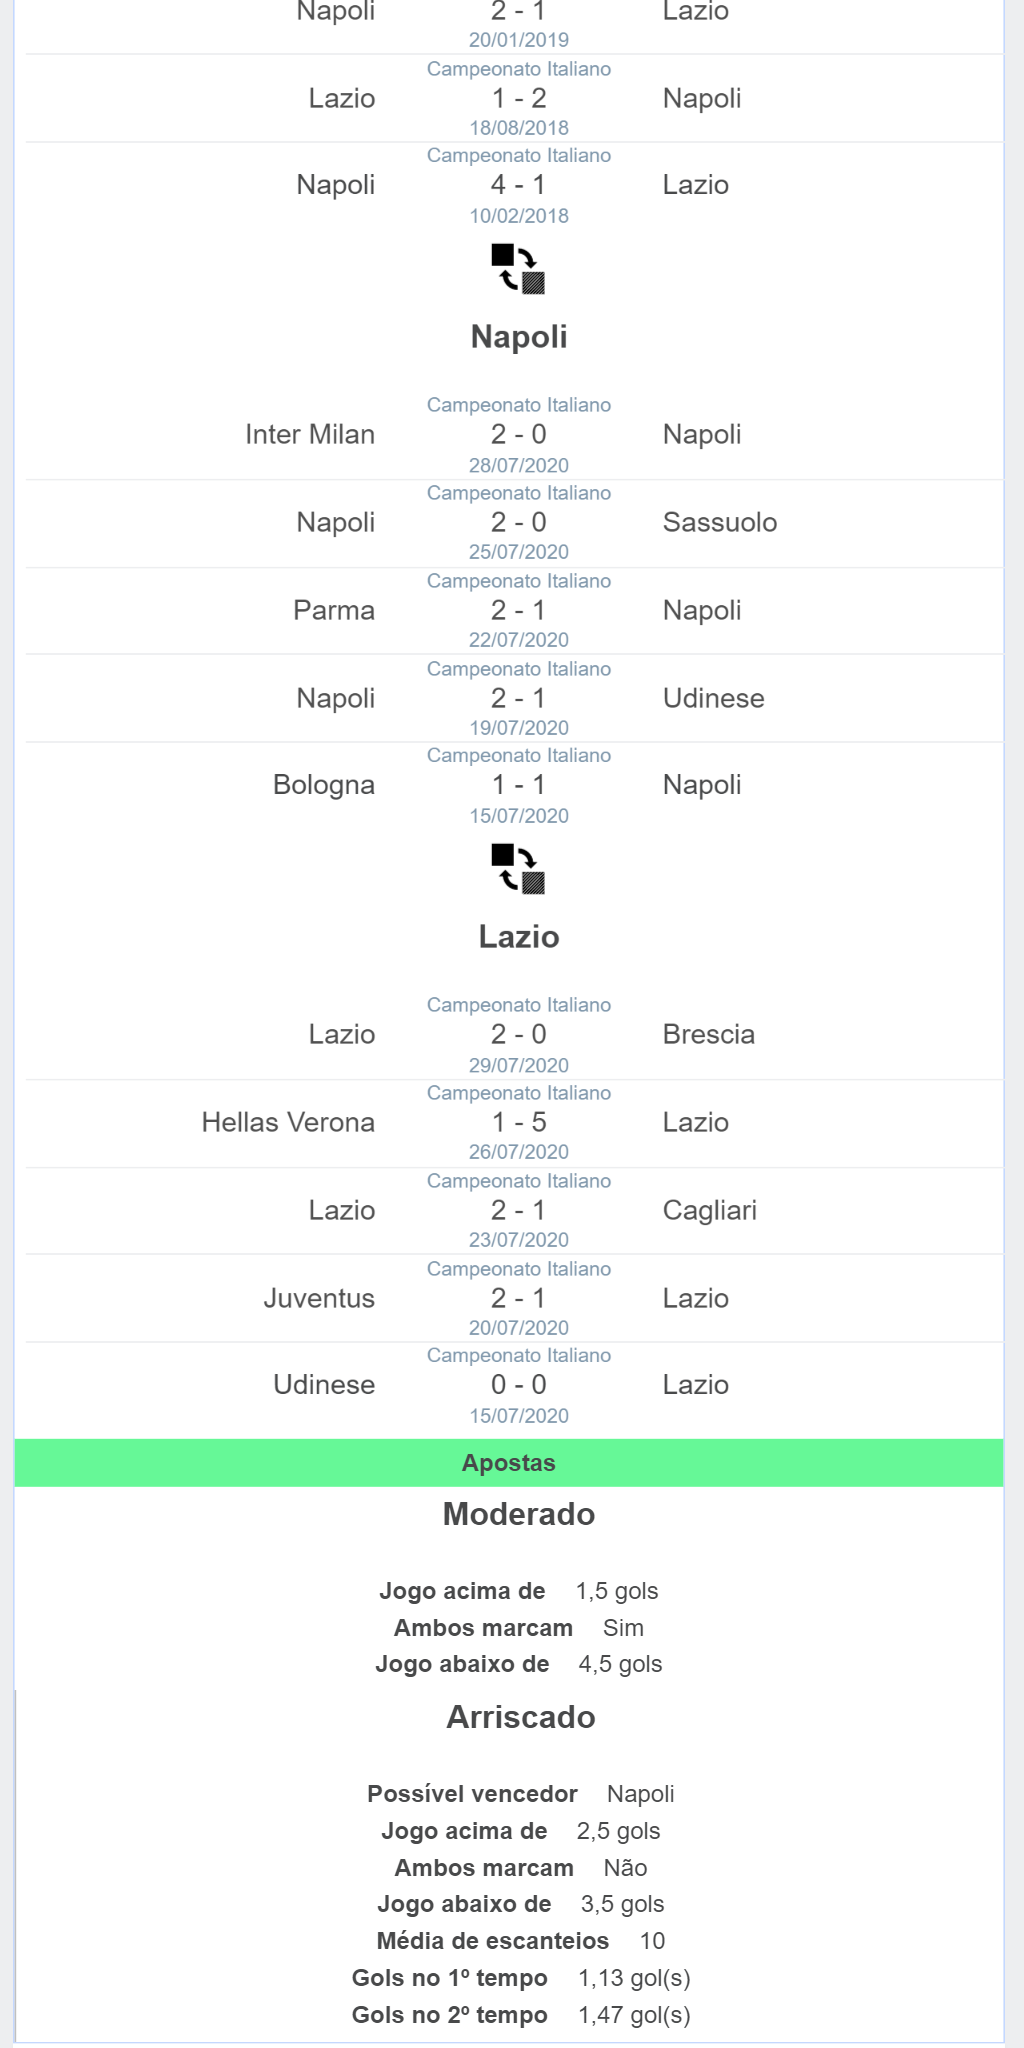 Napoli 2 - 1 Lazio
20/01/2019
Campeonato Italiano
Lazio 1 - 2 Napoli
18/08/2018
Campeonato Italiano
Napoli 4 - 1 Lazio
10/02/2018
Napoli
Campeonato Italiano
Inter Milan 2 - 0 Napoli
28/07/2020
Campeonato Italiano
Napoli 2 - 0 Sassuolo
25/07/2020
Campeonato Italiano
Parma 2 - 1 Napoli
22/07/2020
Campeonato Italiano
Napoli 2 - 1 Udinese
19/07/2020
Campeonato Italiano
Bologna 1 - 1 Napoli
15/07/2020
Lazio
Campeonato Italiano
Lazio 2 - 0 Brescia
29/07/2020
Campeonato Italiano
Hellas Verona 1 - 5 Lazio
26/07/2020
Campeonato Italiano
Lazio 2 - 1 Cagliari
23/07/2020
Campeonato Italiano
Juventus 2 - 1 Lazio
20/07/2020
Campeonato Italiano
Udinese 0 - 0 Lazio
15/07/2020
Apostas
Moderado
Jogo acima de 1,5 gols
Ambos marcam Sim
Jogo abaixo de 4,5 gols
Arriscado
Possível vencedor Napoli
Jogo acima de 2,5 gols
Ambos marcam Não
Jogo abaixo de 3,5 gols
Média de escanteios 10
Gols no 1º tempo 1,13 gol(s)
Gols no 2º tempo 1,47 gol(s)